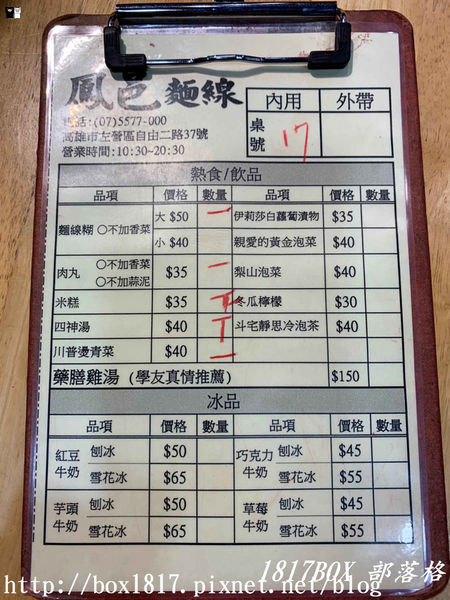 鳳邑麵線
電話:(07)5577-000
高雄市左營區自由二路37號
營業時間:10:30~20:30
內用 外帶
桌號 17
熱食/飲品
品項 價格 數量 品項 價格 數量
麵線糊 ○不加香菜 大 $50 一 伊莉莎白蘿蔔漬物 $35
小 $40 親愛的黃金泡菜 $40
肉丸 ○不加香菜 ○不加蒜泥 $35 一 梨山泡菜 $40
米糕 $35 冬瓜檸檬 $30
四神湯 $40 斗宅靜思冷泡茶 $40
川普燙青菜 $40 一
藥膳雞湯 (學友真情推薦) $150
冰品
品項 價格 數量 品項 價格 數量
紅豆牛奶 刨冰 $50 巧克力牛奶 刨冰 $45
雪花冰 $65 雪花冰 $55
芋頭牛奶 刨冰 $50 草莓牛奶 刨冰 $45
雪花冰 $65 雪花冰 $55
1817BOX 部落格
http://box1817.pixnet.net/blog